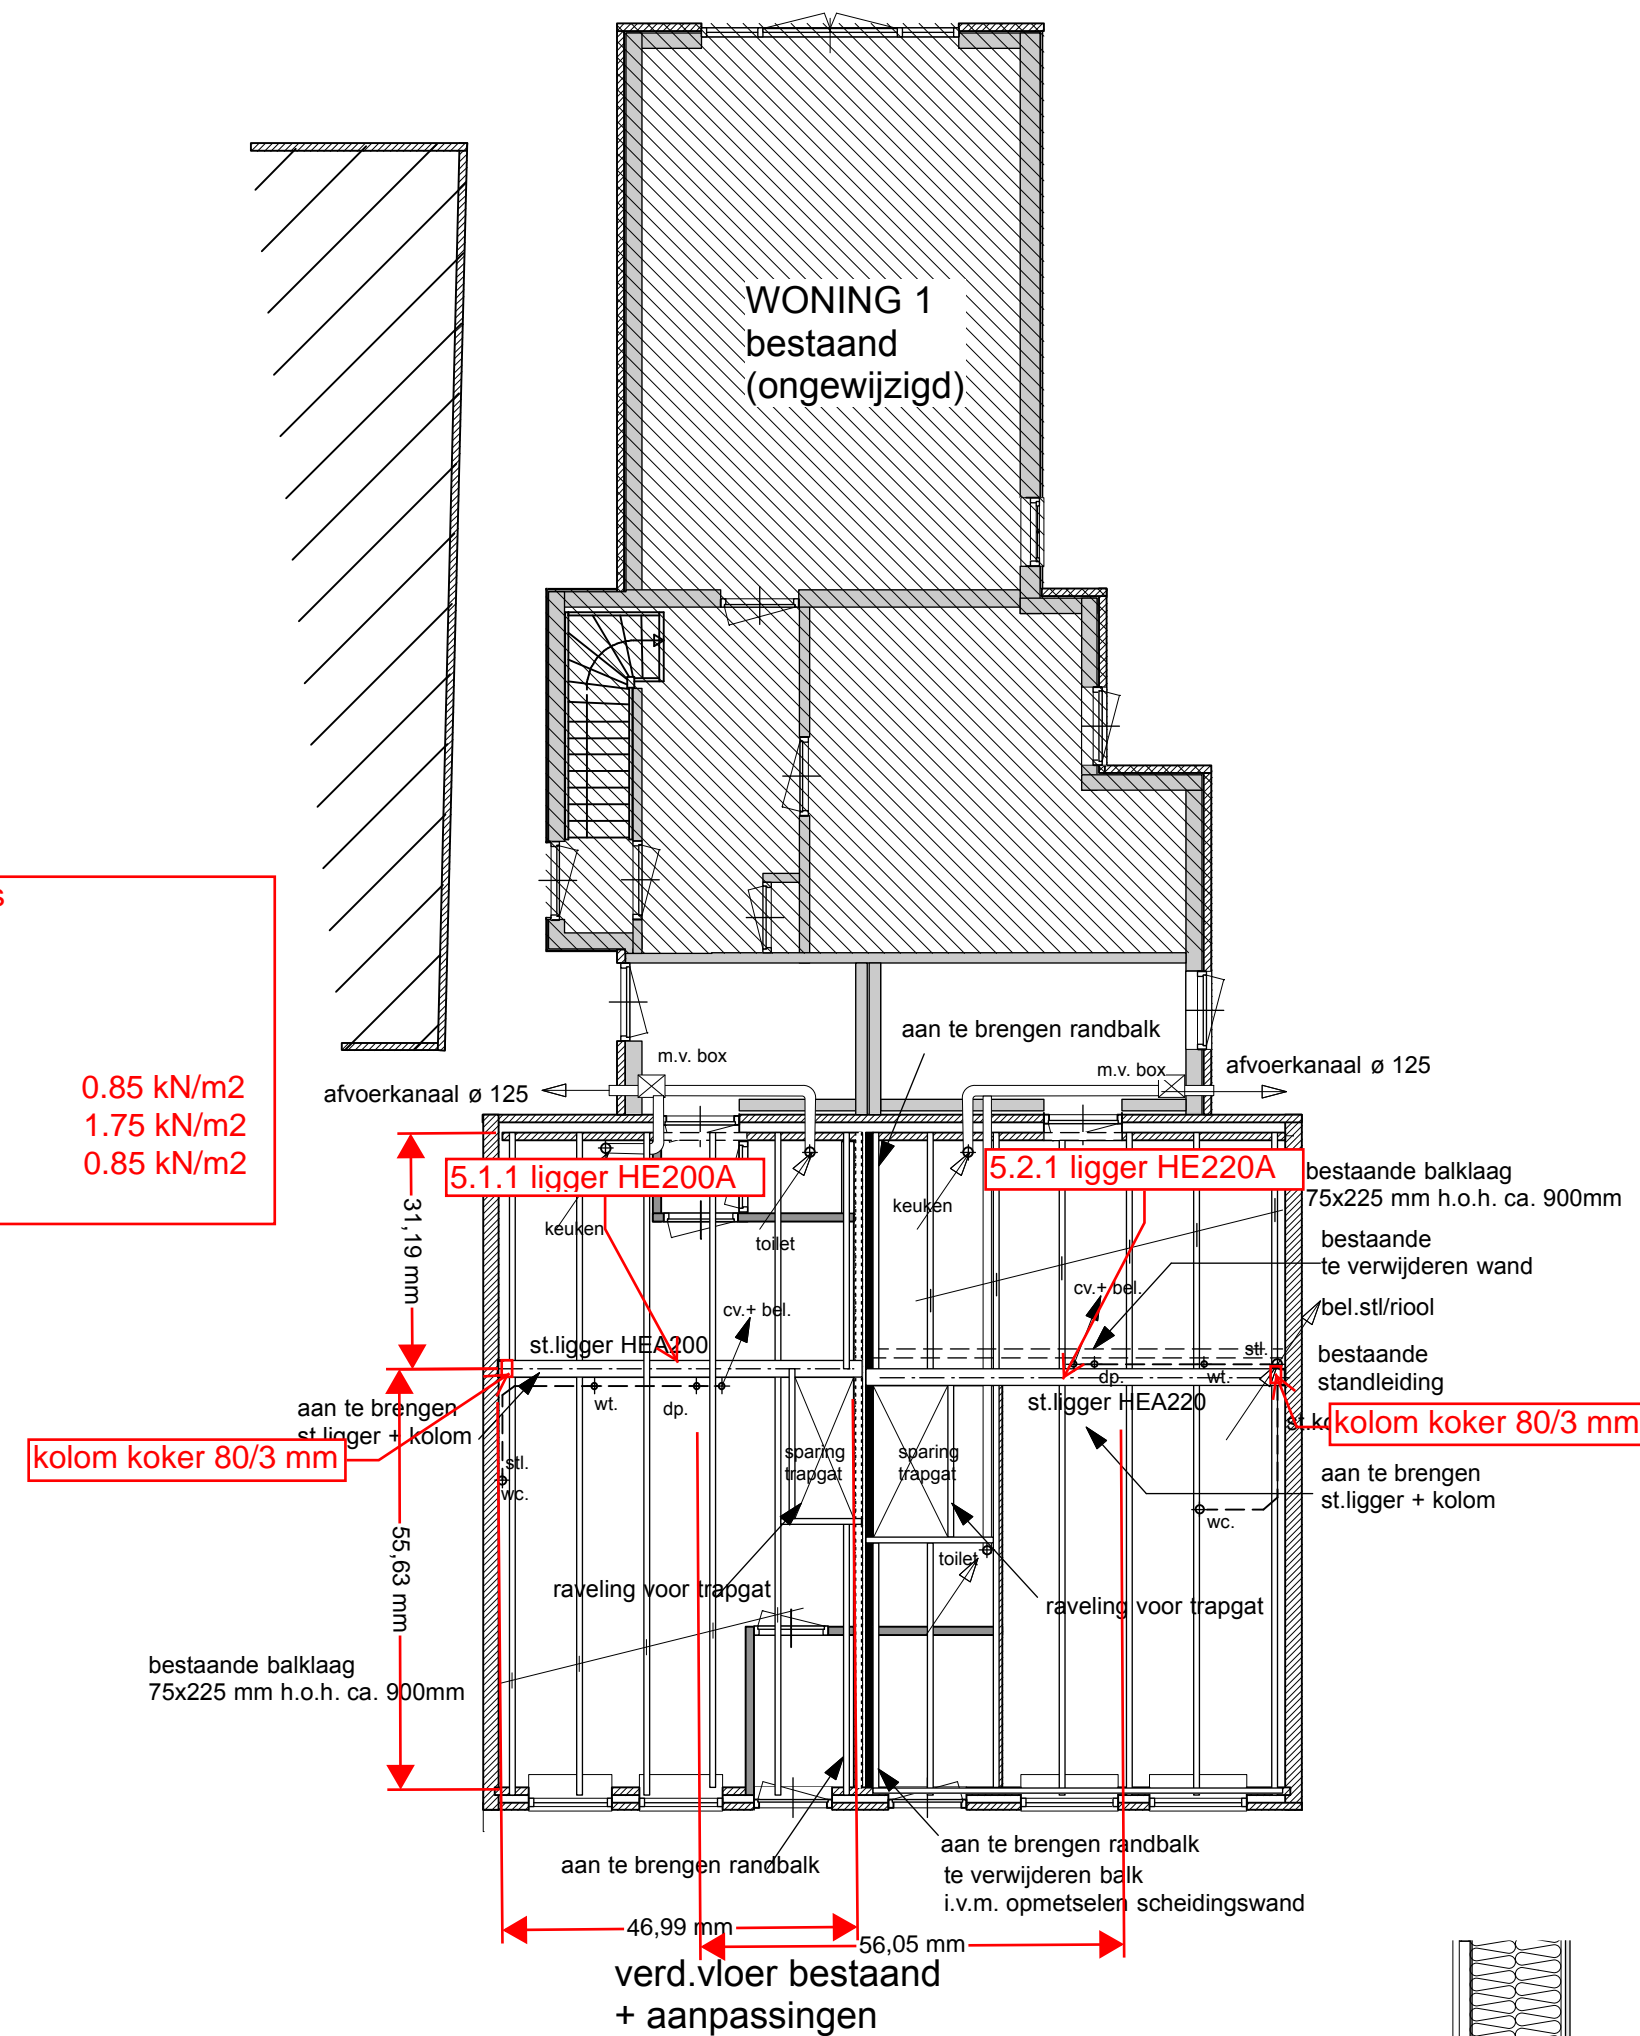 WONING 1
bestaand
(ongewijzigd)
s
0.85 kN/m2
1.75 kN/m2
0.85 kN/m2
aan te brengen randbalk
m.v. box
m.v. box
afvoerkanaal ø 125
afvoerkanaal ø 125
5.1.1 ligger HE200A
5.2.1 ligger HE220A
bestaande balklaag
75x225 mm h.o.h. ca. 900mm
keuken
toilet
keuken
31,19 mm
bestaande
te verwijderen wand
cv.+ bel.
cv.+ bel.
bel.stl/riool
st.ligger HEA200
stl.
bestaande
standleiding
dp.
wt.
wt.
dp.
st.ligger HEA220
aan te brengen
st.ligger + kolom
kolom koker 80/3 mm
kolom koker 80/3 mm
sparing
trapgat
sparing
trapgat
stl.
wc.
aan te brengen
st.ligger + kolom
wc.
55,63 mm
toilet
raveling voor trapgat
raveling voor trapgat
bestaande balklaag
75x225 mm h.o.h. ca. 900mm
aan te brengen randbalk
aan te brengen randbalk
te verwijderen balk
i.v.m. opmetselen scheidingswand
46,99 mm
56,05 mm
verd.vloer bestaand
+ aanpassingen